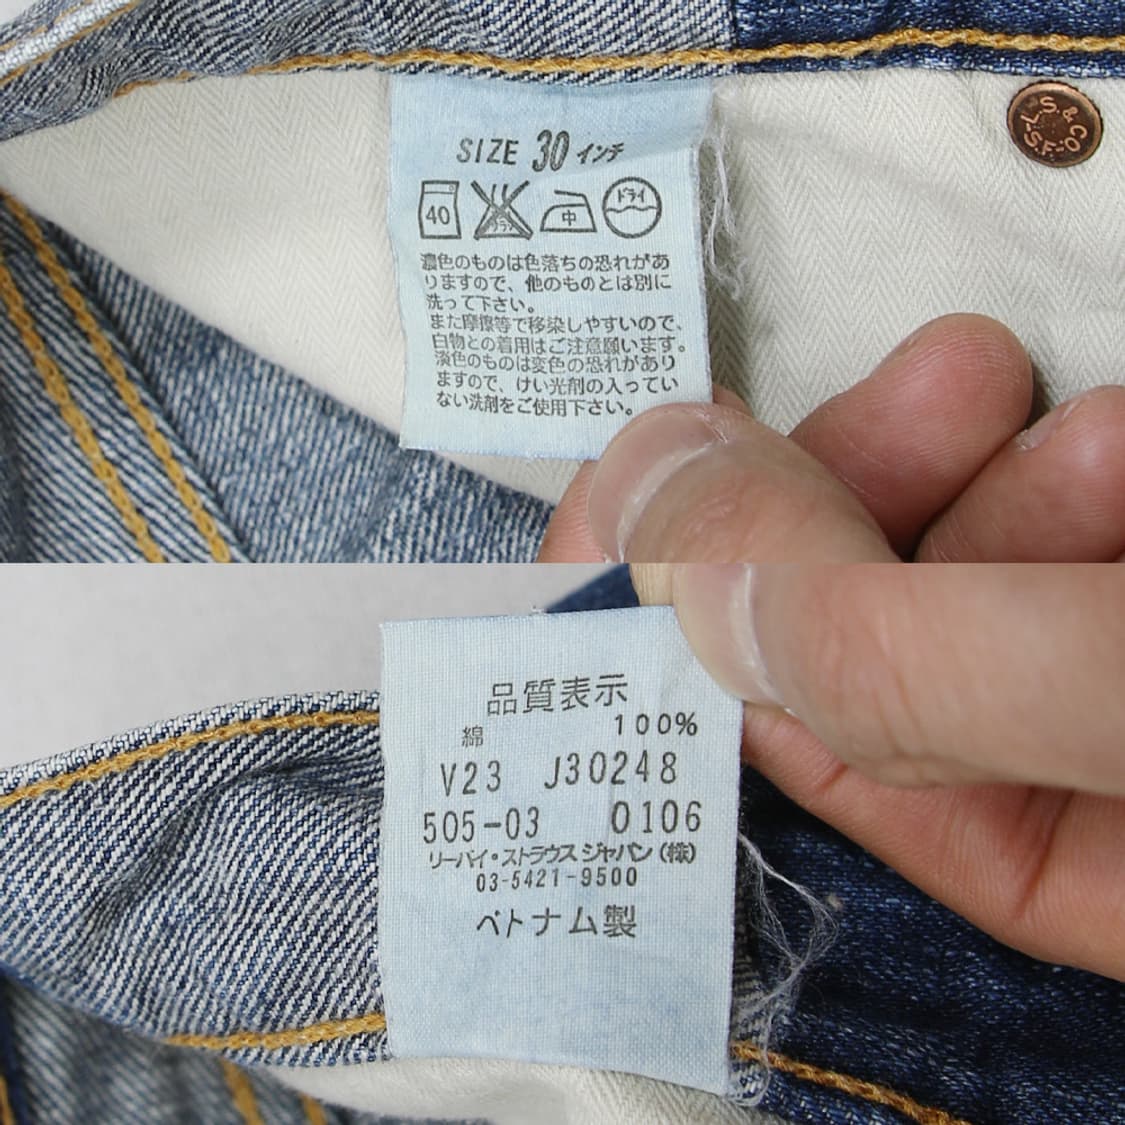 SIZE 30 インチ
40 中 ドライ
濃色のものは色落ちの恐れがあ
りますので、他のものとは別に
洗って下さい。
また摩擦等で移染しやすいので、
白物との着用はご注意願います。
淡色のものは変色の恐れがあり
ますので、けい光剤の入ってい
ない洗剤をご使用下さい。
L.S.& CO.
-S.F.-
品質表示
綿 100%
V23 J30248
505-03 0106
リーバイ・ストラウス ジャパン(株)
03-5421-9500
ベトナム製